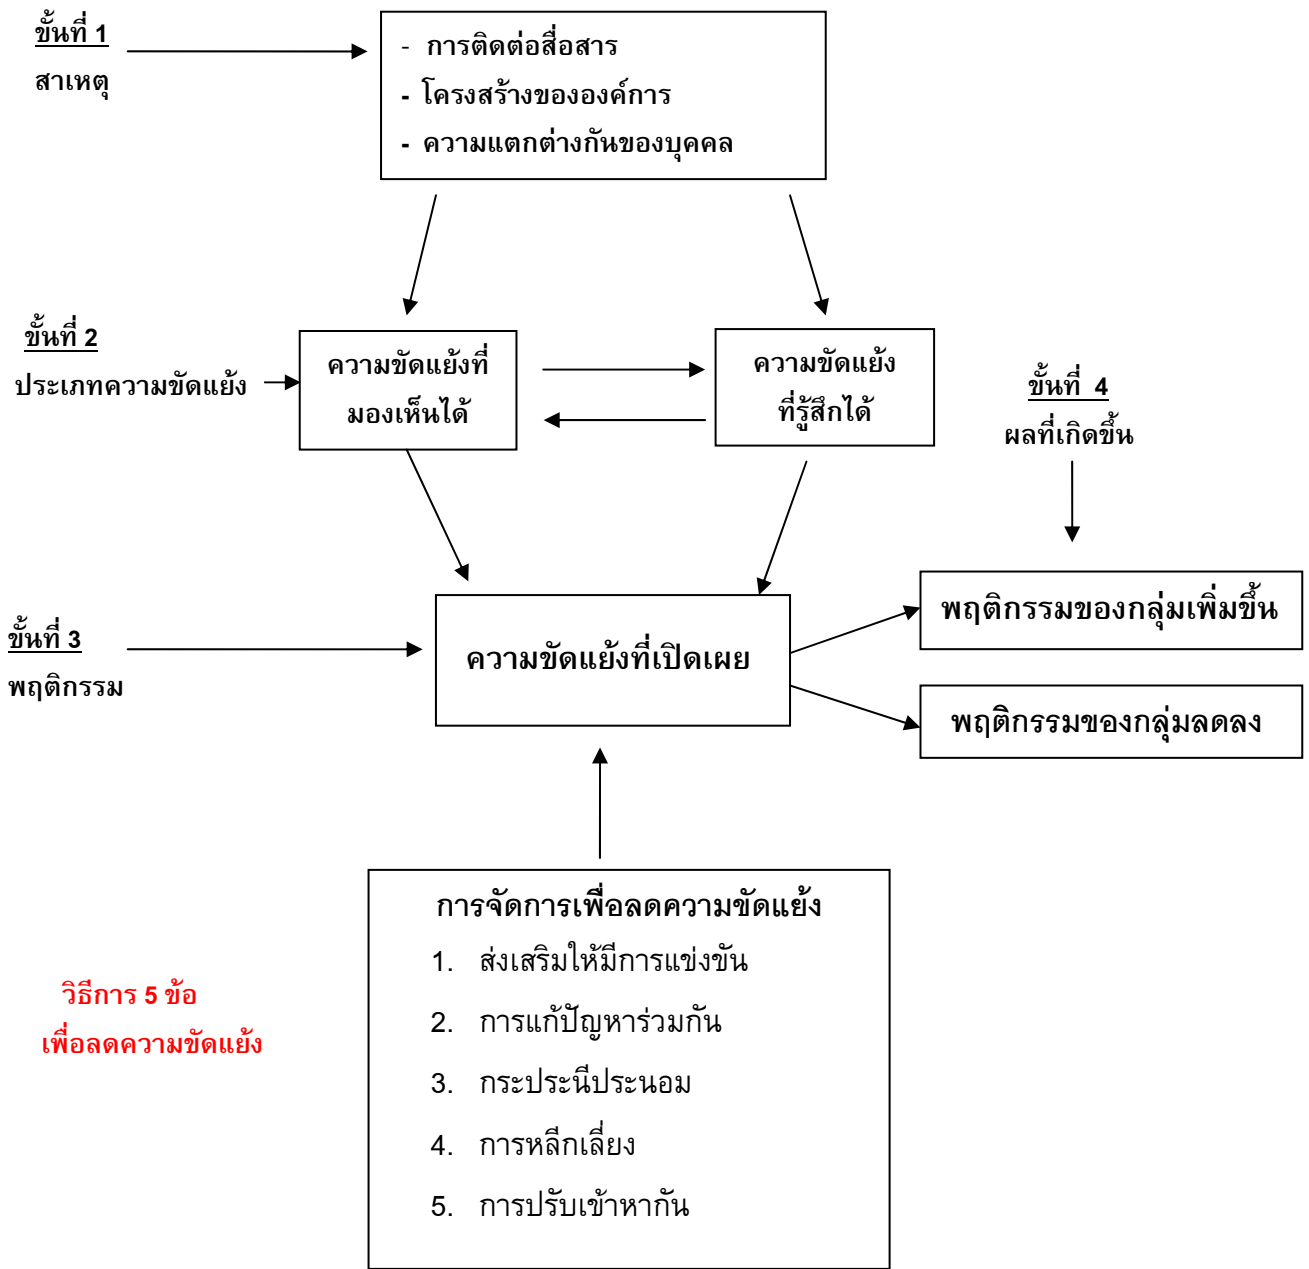 ขั้นที่ 1
สาเหตุ
- การติดต่อสื่อสาร
- โครงสร้างขององค์การ
- ความแตกต่างกันของบุคคล
ขั้นที่ 2
ประเภทความขัดแย้ง
ความขัดแย้งที่
มองเห็นได้
ความขัดแย้ง
ที่รู้สึกได้
ขั้นที่ 4
ผลที่เกิดขึ้น
ขั้นที่ 3
พฤติกรรม
ความขัดแย้งที่เปิดเผย
พฤติกรรมของกลุ่มเพิ่มขึ้น
พฤติกรรมของกลุ่มลดลง
วิธีการ 5 ข้อ
เพื่อลดความขัดแย้ง
การจัดการเพื่อลดความขัดแย้ง
1. ส่งเสริมให้มีการแข่งขัน
2. การแก้ปัญหาร่วมกัน
3. กระประนีประนอม
4. การหลีกเลี่ยง
5. การปรับเข้าหากัน